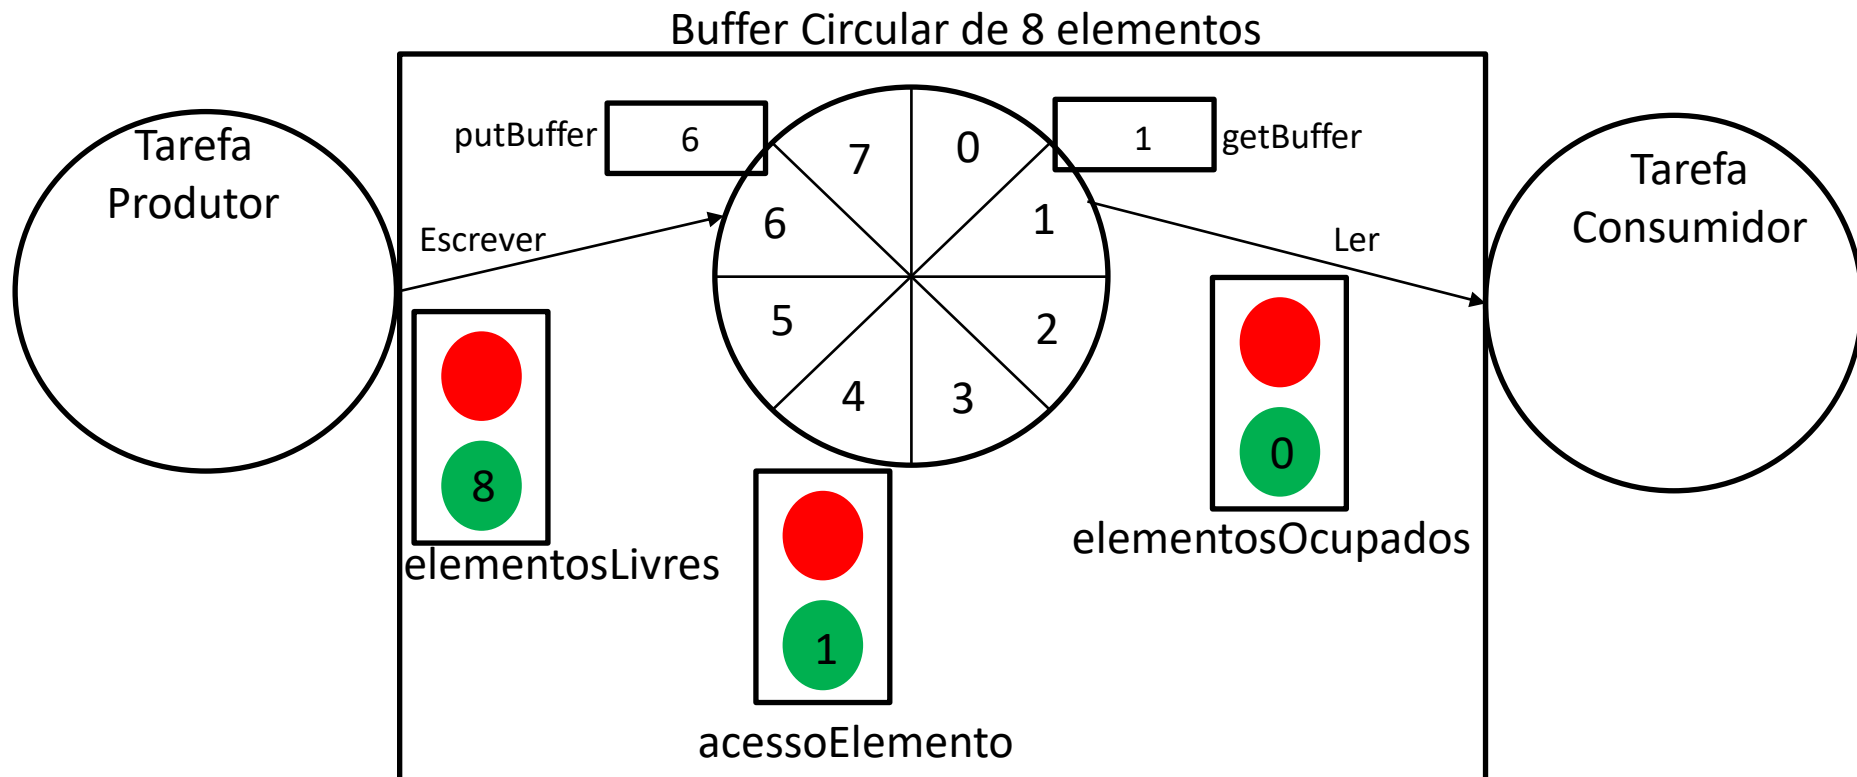 Buffer Circular de 8 elementos
Tarefa
Produtor
putBuffer
6
1
getBuffer
Tarefa
Consumidor
7
0
6
1
5
2
4
3
Escrever
Ler
8
elementosLivres
0
elementosOcupados
1
acessoElemento